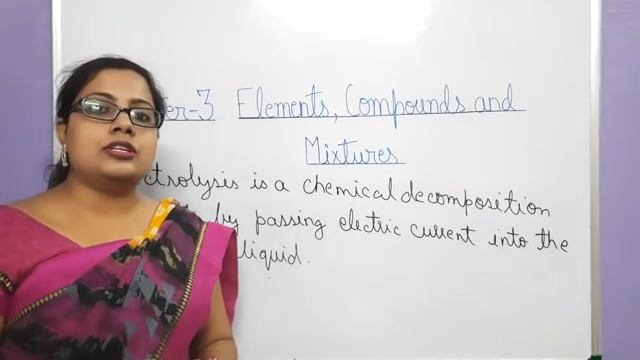 er-3 Elements, Compounds and
Mixtures
ctrolysis is a chemical decomposition
by passing electric current into the
liquid.